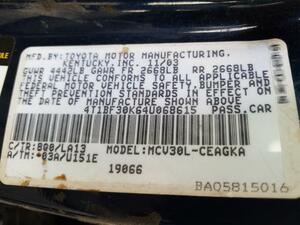 MFD.BY:TOYOTA MOTOR MANUFACTURING,
KENTUCKY,INC. 11/03
GVWR 4442LB GAWR FR 2668LB RR 2668LB
THIS VEHICLE CONFORMS TO ALL APPLICABLE
FEDERAL MOTOR VEHICLE SAFETY, BUMPER, AND
THEFT PREVENTION STANDARDS IN EFFECT ON
THE DATE OF MANUFACTURE SHOWN ABOVE.
4T1BF30K64U068615 PASS.CAR
C/TR:8Q0/LA13 MODEL:MCV30L-CEAGKA
A/TM:-03A/U151E
19066
BAQ5815016